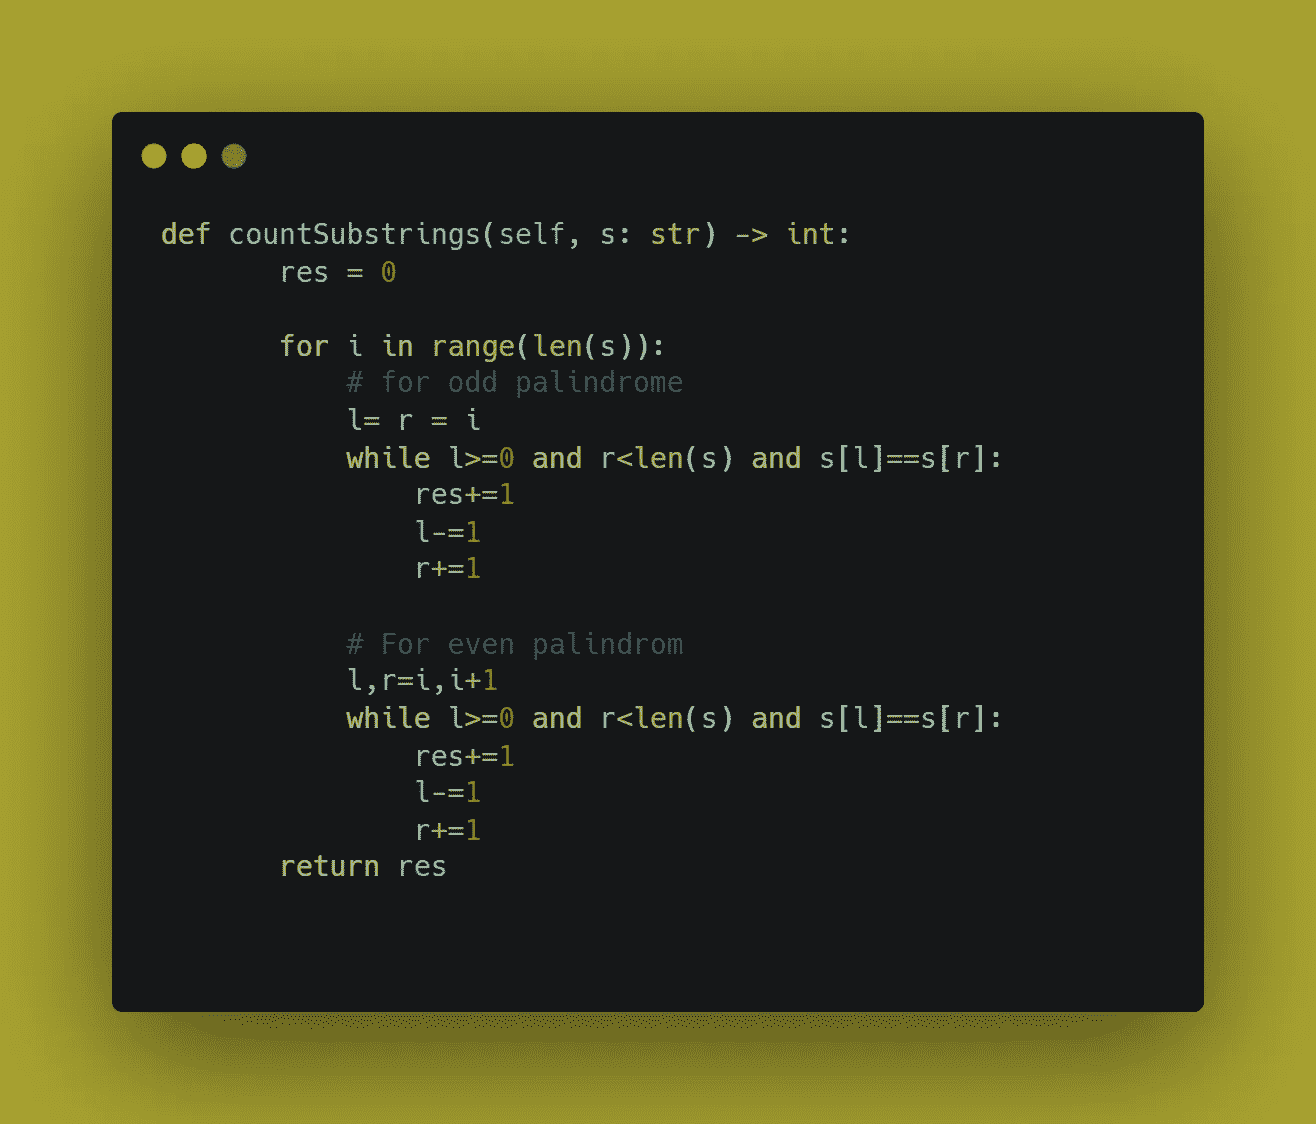 def countSubstrings(self, s: str) -> int:
        res = 0

        for i in range(len(s)):
            # for odd palindrome
            l= r = i
            while l>=0 and r<len(s) and s[l]==s[r]:
                res+=1
                l-=1
                r+=1

            # For even palindrom
            l,r=i,i+1
            while l>=0 and r<len(s) and s[l]==s[r]:
                res+=1
                l-=1
                r+=1
        return res